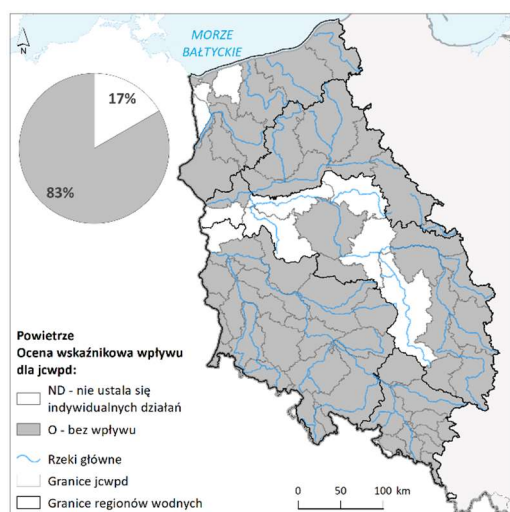 MORZE
BAŁTYCKIE
N
17%
83%
Powietrze
Ocena wskaźnikowa wpływu
dla jcwpd:
ND - nie ustala się
indywidualnych działań
O - bez wpływu
Rzeki główne
Granice jcwpd
Granice regionów wodnych
0 50 100 km